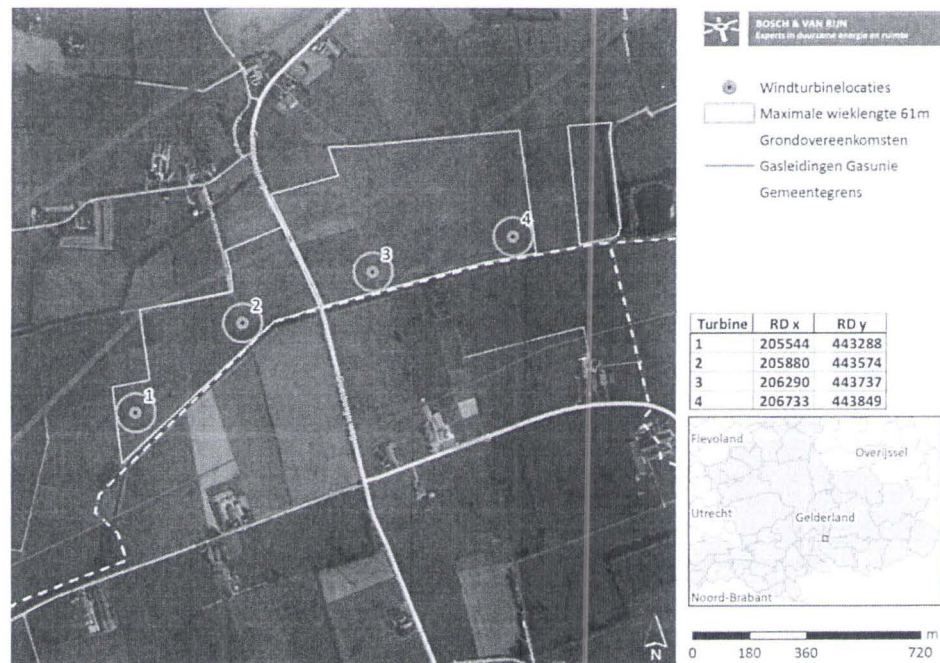 BOSCH & VAN RIJN
Experts in duurzame energie en ruimte
Windturbinelocaties
Maximale wieklengte 61m
Grondovereenkomsten
Gasleidingen Gasunie
Gemeentegrens
4
3
2
1
Turbine RD x RD y
1 205544 443288
2 205880 443574
3 206290 443737
4 206733 443849
Flevoland
Overijssel
Utrecht
Gelderland
Noord-Brabant
N
m
0 180 360 720